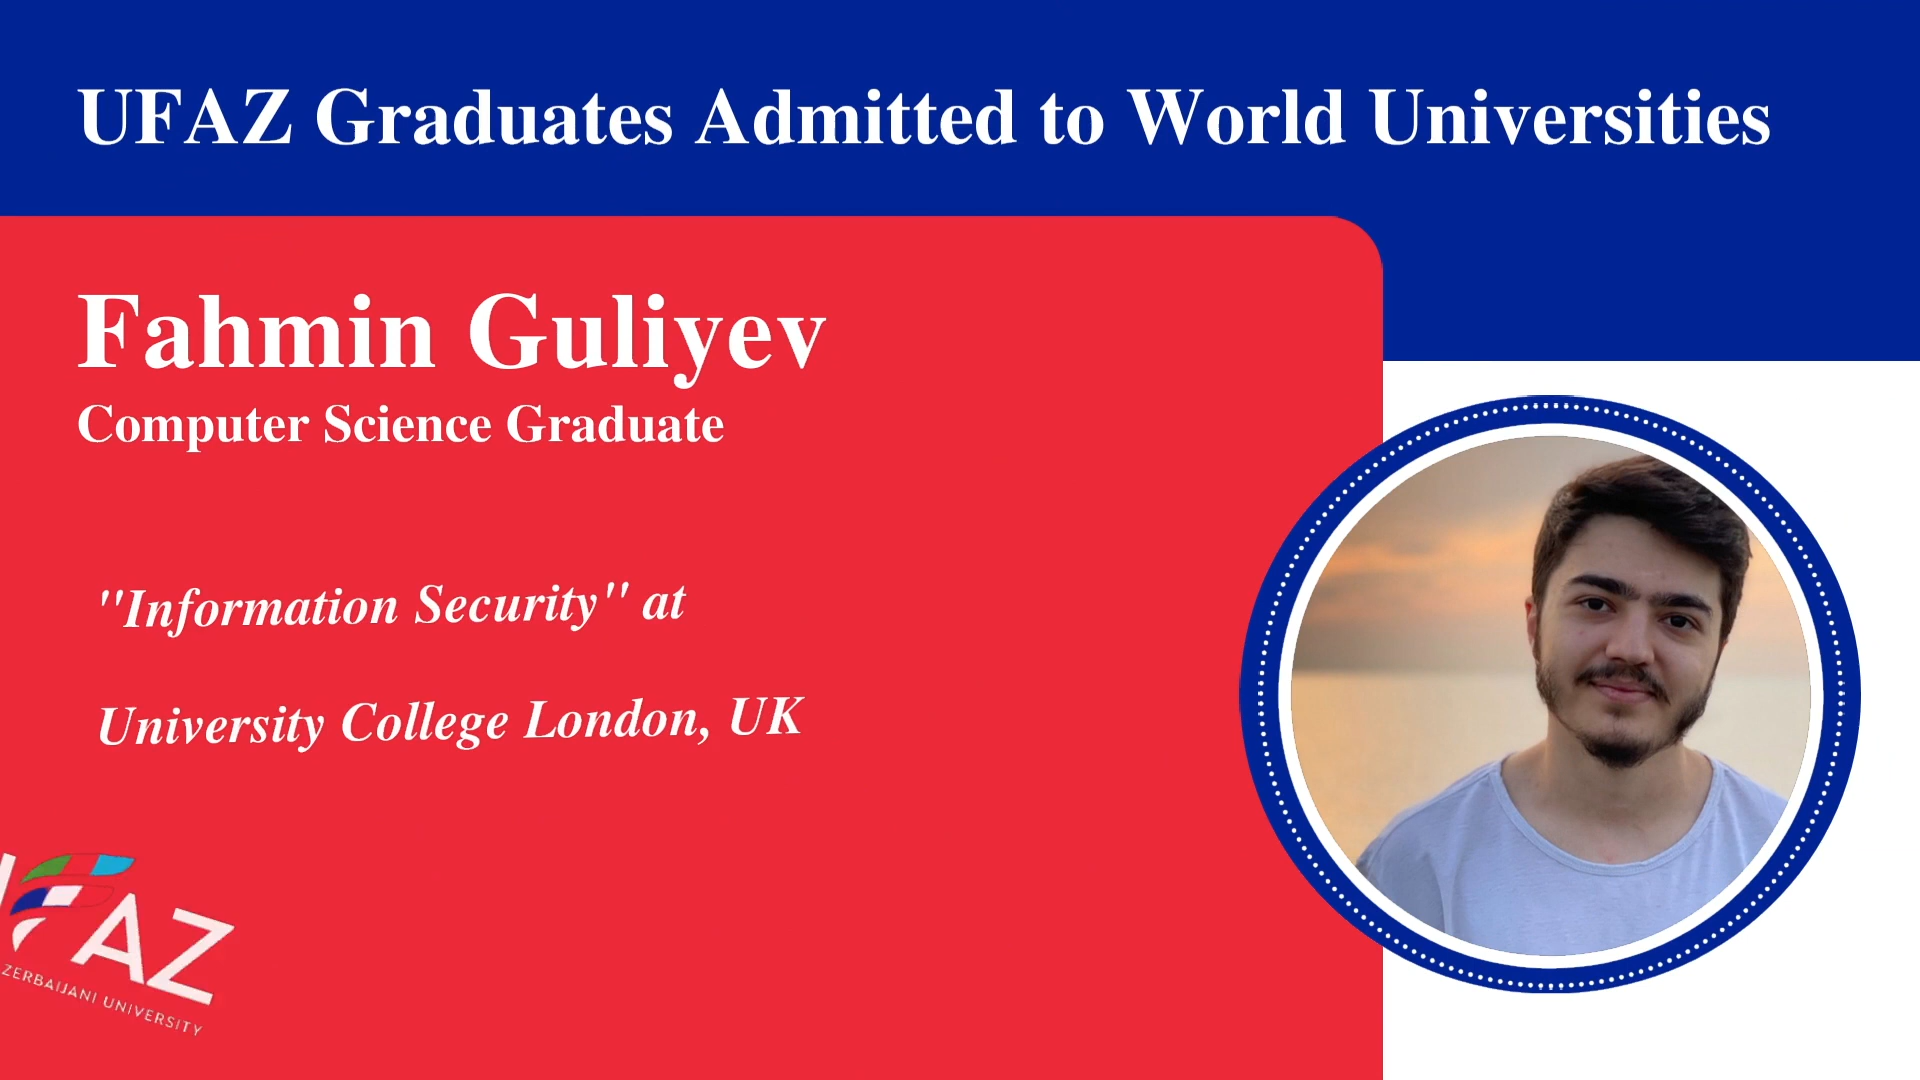 UFAZ Graduates Admitted to World Universities
Fahmin Guliyev
Computer Science Graduate
"Information Security" at
University College London, UK
UFAZ
ZERBAIJANI UNIVERSITY